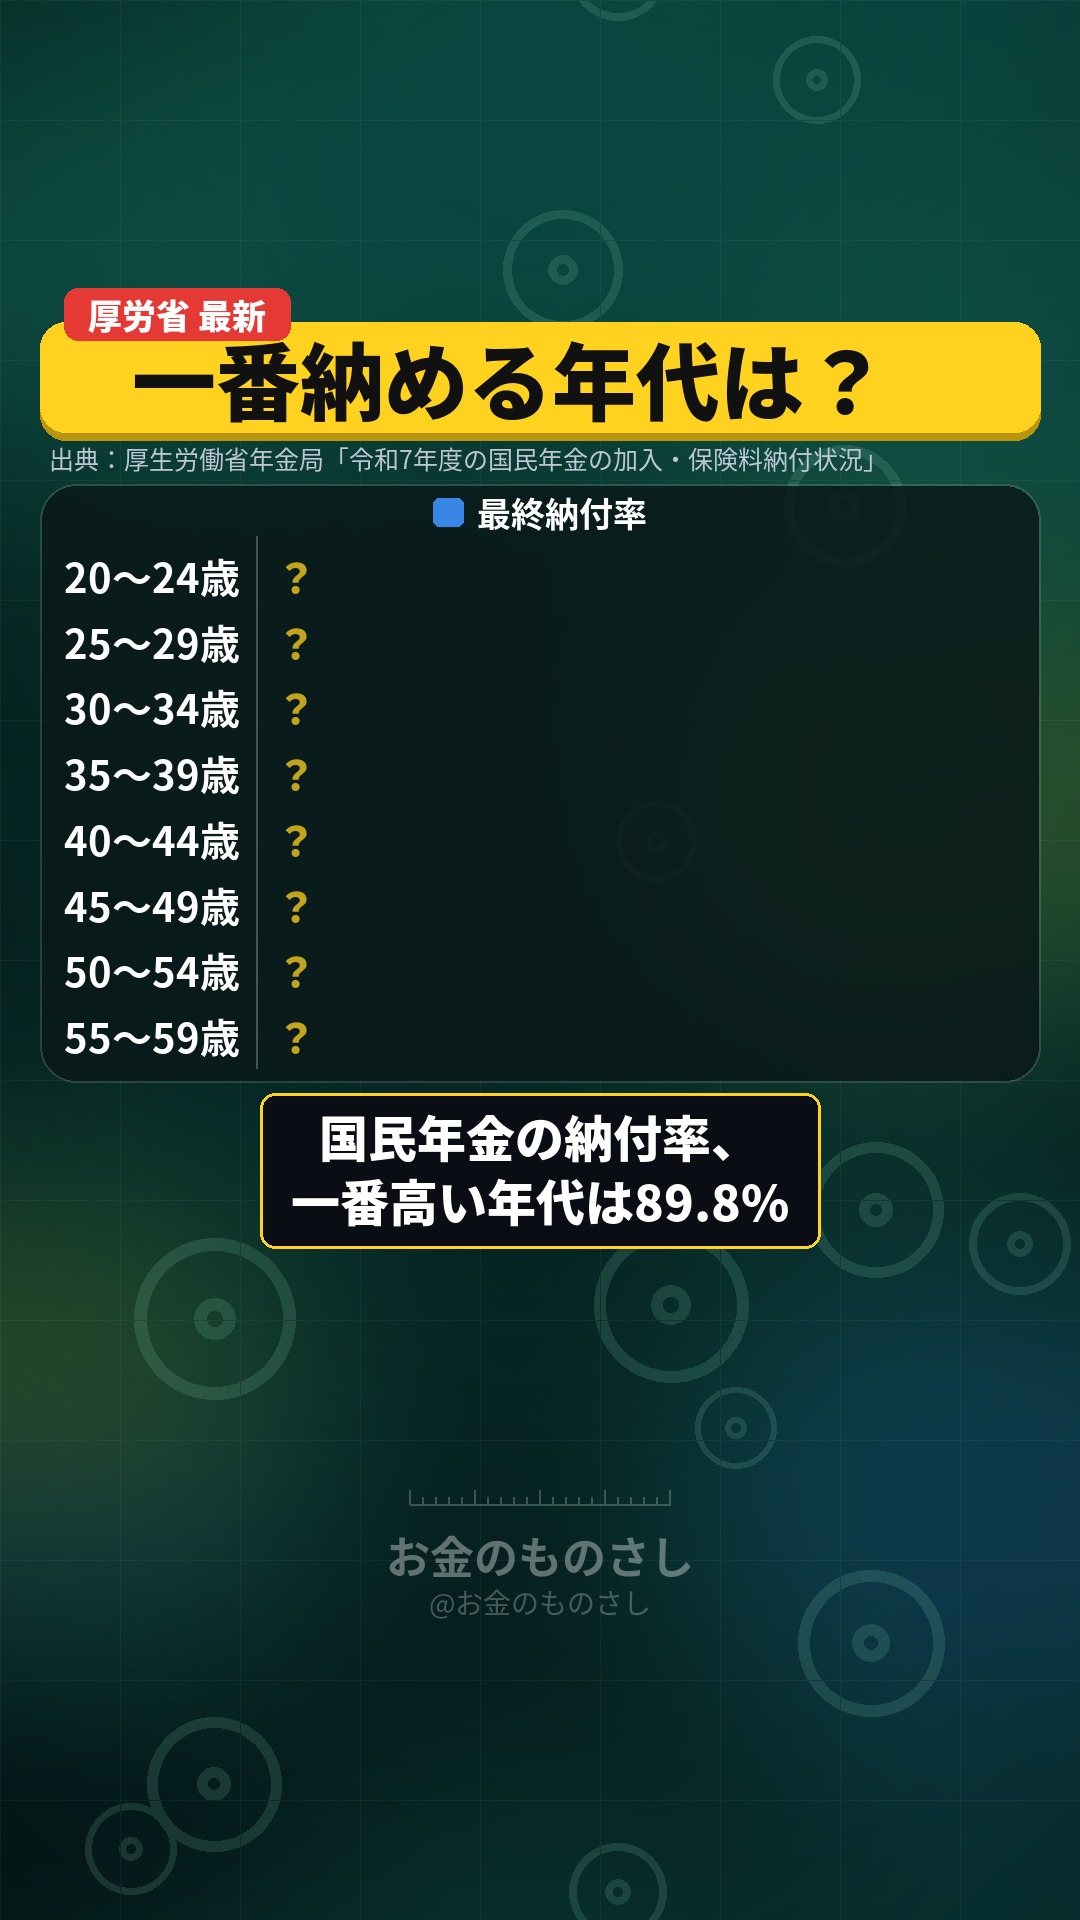 厚労省 最新
一番納める年代は？
出典：厚生労働省年金局「令和7年度の国民年金の加入・保険料納付状況」
最終納付率
20〜24歳 ？
25〜29歳 ？
30〜34歳 ？
35〜39歳 ？
40〜44歳 ？
45〜49歳 ？
50〜54歳 ？
55〜59歳 ？
国民年金の納付率、
一番高い年代は89.8%
お金のものさし
@お金のものさし